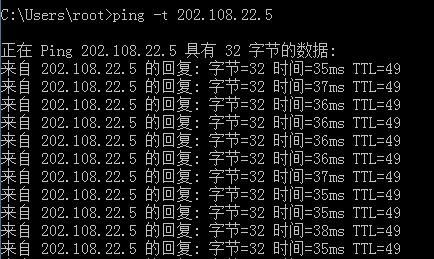 C:\Users\root>ping -t 202.108.22.5
正在 Ping 202.108.22.5 具有 32 字节的数据:
来自 202.108.22.5 的回复: 字节=32 时间=35ms TTL=49
来自 202.108.22.5 的回复: 字节=32 时间=37ms TTL=49
来自 202.108.22.5 的回复: 字节=32 时间=36ms TTL=49
来自 202.108.22.5 的回复: 字节=32 时间=36ms TTL=49
来自 202.108.22.5 的回复: 字节=32 时间=36ms TTL=49
来自 202.108.22.5 的回复: 字节=32 时间=36ms TTL=49
来自 202.108.22.5 的回复: 字节=32 时间=37ms TTL=49
来自 202.108.22.5 的回复: 字节=32 时间=35ms TTL=49
来自 202.108.22.5 的回复: 字节=32 时间=35ms TTL=49
来自 202.108.22.5 的回复: 字节=32 时间=38ms TTL=49
来自 202.108.22.5 的回复: 字节=32 时间=35ms TTL=49